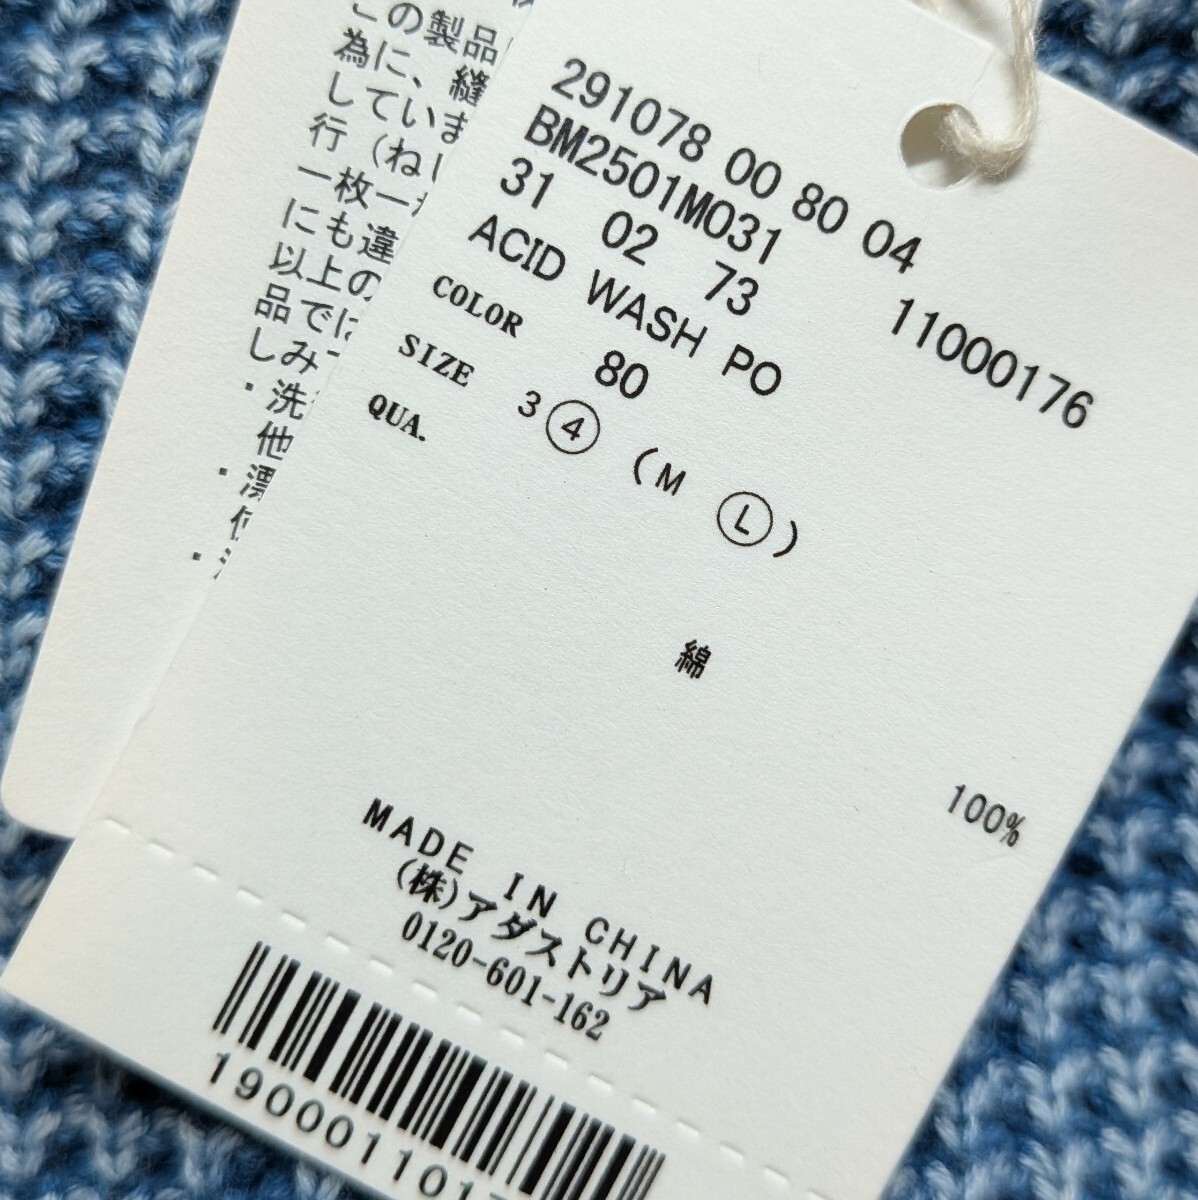 この製品
為に、縫
していま
行（ねじ
一枚一
にも違
以上の
品では
しみ
・洗
他
・漂
291078 00 80 04
BM2501M031
31 02 73 11000176
ACID WASH PO
COLOR 80
SIZE 3 ④ (M Ⓛ)
QUA.
綿
100%
MADE IN CHINA
(株)アダストリア
0120-601-162
190001101